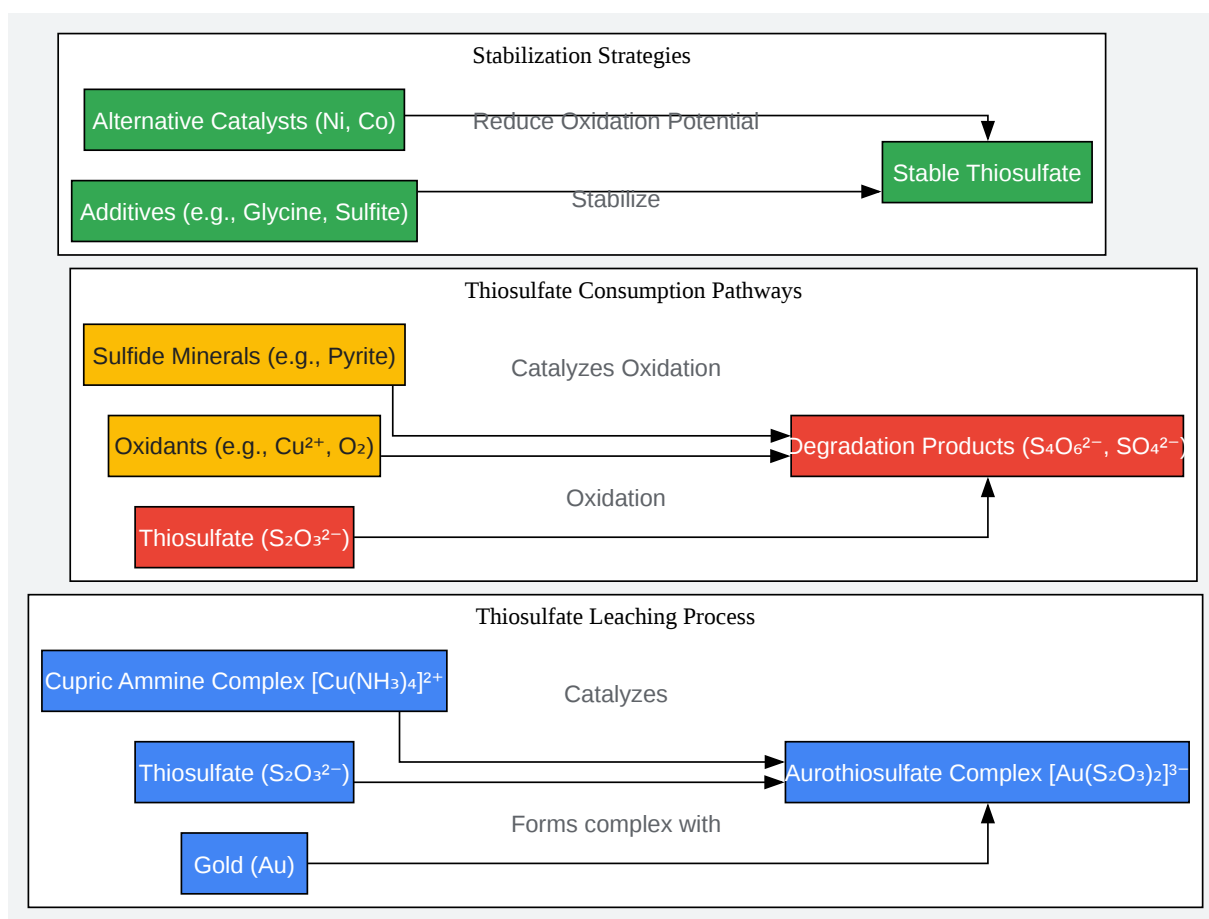 Stabilization Strategies
Alternative Catalysts (Ni, Co)
Reduce Oxidation Potential
Stable Thiosulfate
Additives (e.g., Glycine, Sulfite)
Stabilize
Thiosulfate Consumption Pathways
Sulfide Minerals (e.g., Pyrite)
Catalyzes Oxidation
Oxidants (e.g., Cu²⁺, O₂)
Degradation Products (S₄O₆²⁻, SO₄²⁻)
Oxidation
Thiosulfate (S₂O₃²⁻)
Thiosulfate Leaching Process
Cupric Ammine Complex [Cu(NH₃)₄]²⁺
Catalyzes
Thiosulfate (S₂O₃²⁻)
Aurothiosulfate Complex [Au(S₂O₃)₂]³⁻
Forms complex with
Gold (Au)